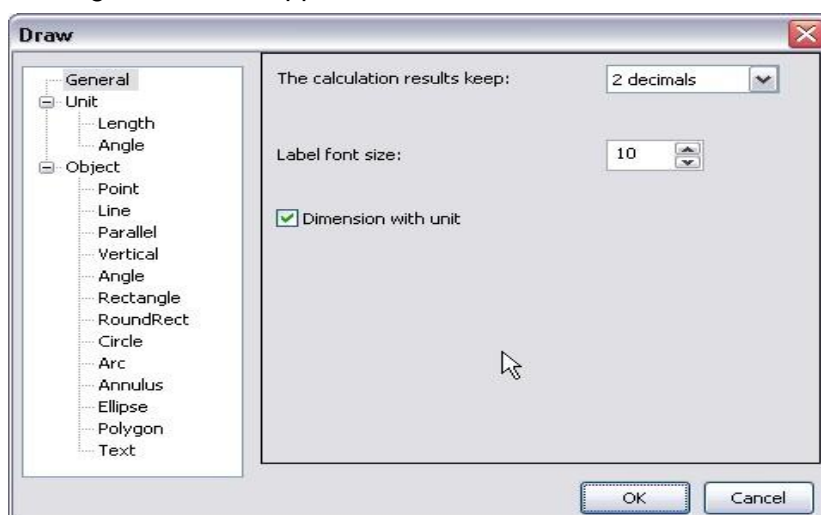 Draw
General
Unit
Length
Angle
Object
Point
Line
Parallel
Vertical
Angle
Rectangle
RoundRect
Circle
Arc
Annulus
Ellipse
Polygon
Text
The calculation results keep: 2 decimals
Label font size: 10
Dimension with unit
OK Cancel